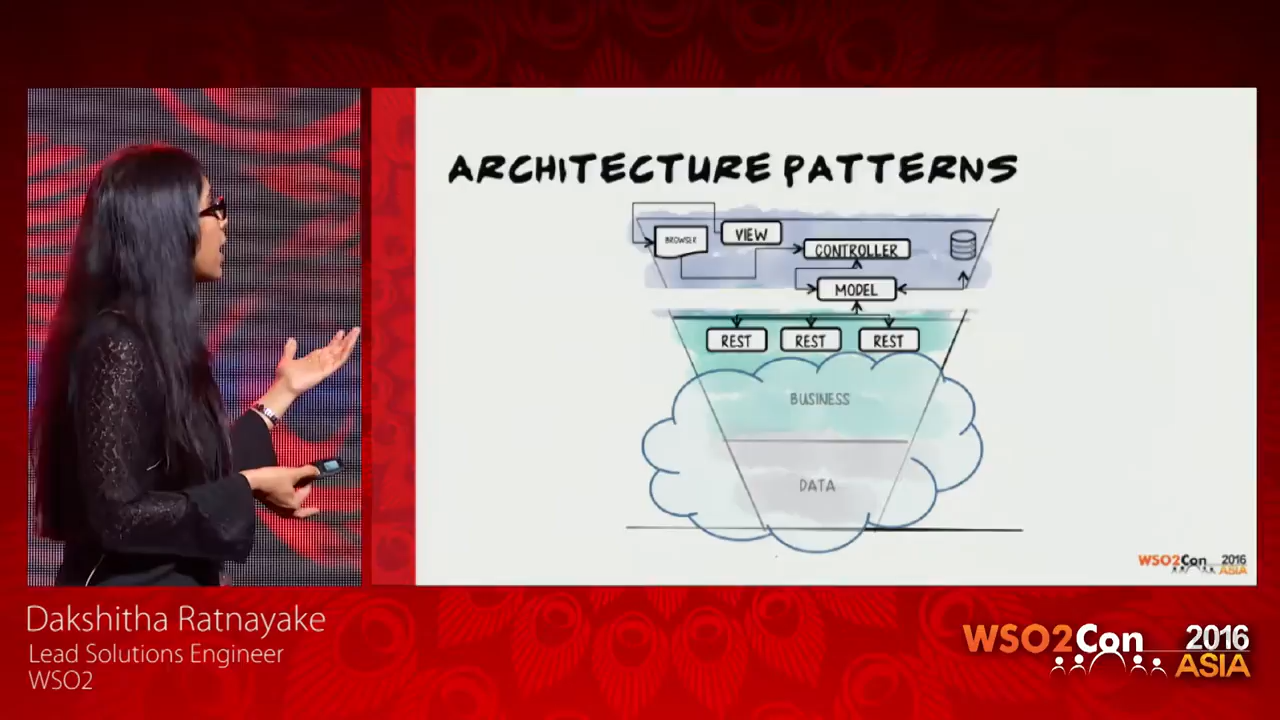 ARCHITECTURE PATTERNS
BROWSER
VIEW
CONTROLLER
MODEL
REST REST REST
BUSINESS
DATA
WSO2Con 2016
ASIA
Dakshitha Ratnayake
Lead Solutions Engineer
WSO2
WSO2Con 2016
ASIA